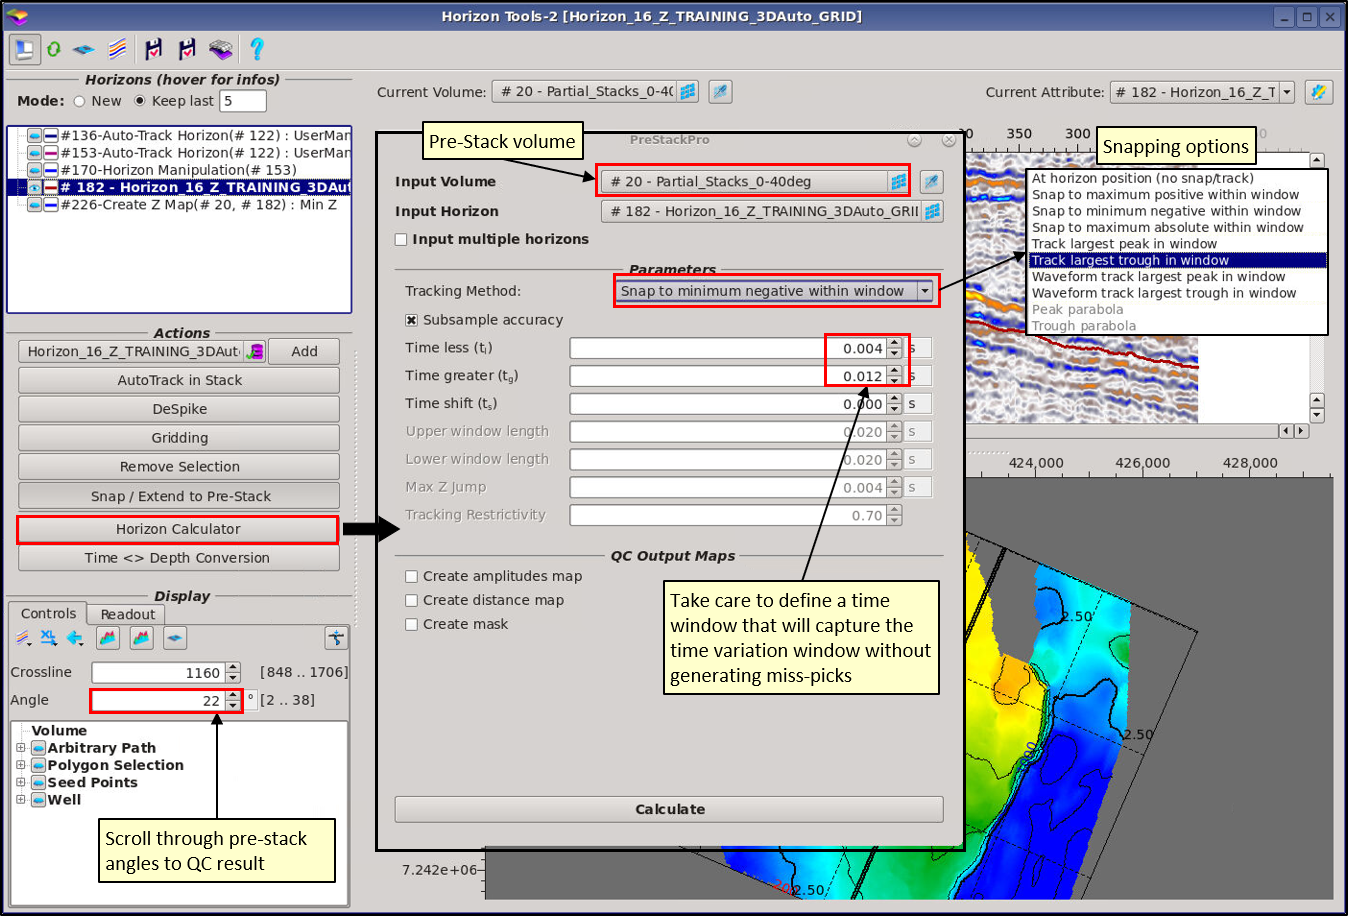 Horizon Tools-2 [Horizon_16_Z_TRAINING_3DAuto_GRID]
Horizons (hover for infos)
Mode: New Keep last 5
#136-Auto-Track Horizon(# 122) : UserMan
#153-Auto-Track Horizon(# 122) : UserMan
#170-Horizon Manipulation(# 153)
# 182 - Horizon_16_Z_TRAINING_3DAut
#226-Create Z Map(# 20, # 182) : Min Z
Actions
Horizon_16_Z_TRAINING_3DAut
Add
AutoTrack in Stack
DeSpike
Gridding
Remove Selection
Snap / Extend to Pre-Stack
Horizon Calculator
Time <> Depth Conversion
Display
Controls
Readout
XL
Crossline 1160 [848 .. 1706]
Angle 22 ° [2 .. 38]
Volume
Arbitrary Path
Polygon Selection
Seed Points
Well
Scroll through pre-stack
angles to QC result
Current Volume: # 20 - Partial_Stacks_0-40
Current Attribute: # 182 - Horizon_16_Z_T
Pre-Stack volume
PreStackPro
Input Volume # 20 - Partial_Stacks_0-40deg
Input Horizon # 182 - Horizon_16_Z_TRAINING_3DAuto_GRII
Input multiple horizons
Parameters
Tracking Method: Snap to minimum negative within window
Subsample accuracy
Time less (tl) 0.004 s
Time greater (tg) 0.012 s
Time shift (ts) 0.000 s
Upper window length 0.020 s
Lower window length 0.020 s
Max Z Jump 0.004 s
Tracking Restrictivity 0.70
QC Output Maps
Create amplitudes map
Create distance map
Create mask
Take care to define a time
window that will capture the
time variation window without
generating miss-picks
Calculate
350 300
Snapping options
At horizon position (no snap/track)
Snap to maximum positive within window
Snap to minimum negative within window
Snap to maximum absolute within window
Track largest peak in window
Track largest trough in window
Waveform track largest peak in window
Waveform track largest trough in window
Peak parabola
Trough parabola
424,000 426,000 428,000
2.50
2.50
7.242e+06
2.50